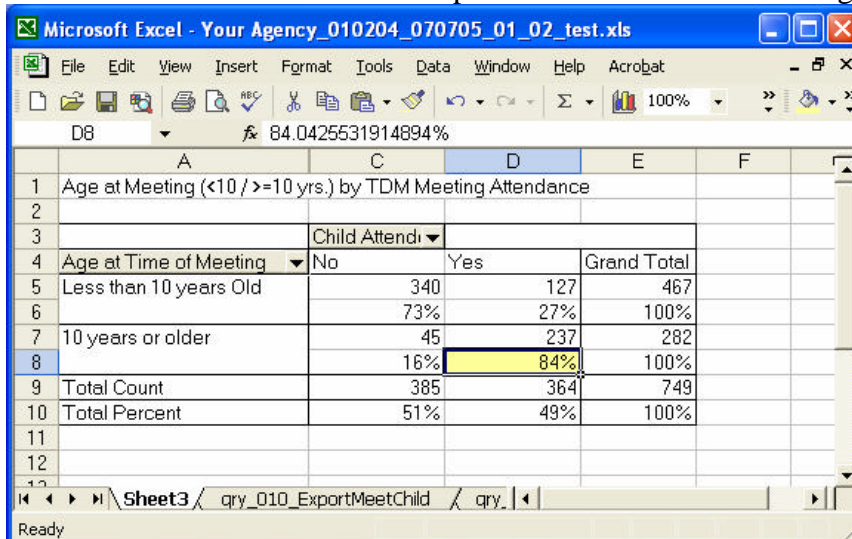 Microsoft Excel - Your Agency_010204_070705_01_02_test.xls
File Edit View Insert Format Tools Data Window Help Acrobat
ABC Σ 100% »
D8 fx 84.0425531914894%
A C D E F
1 Age at Meeting (<10 / >=10 yrs.) by TDM Meeting Attendance
2
3 Child Attend
4 Age at Time of Meeting No Yes Grand Total
5 Less than 10 years Old 340 127 467
6 73% 27% 100%
7 10 years or older 45 237 282
8 16% 84% 100%
9 Total Count 385 364 749
10 Total Percent 51% 49% 100%
11
12
Sheet3 qry_010_ExportMeetChild qry_
Ready